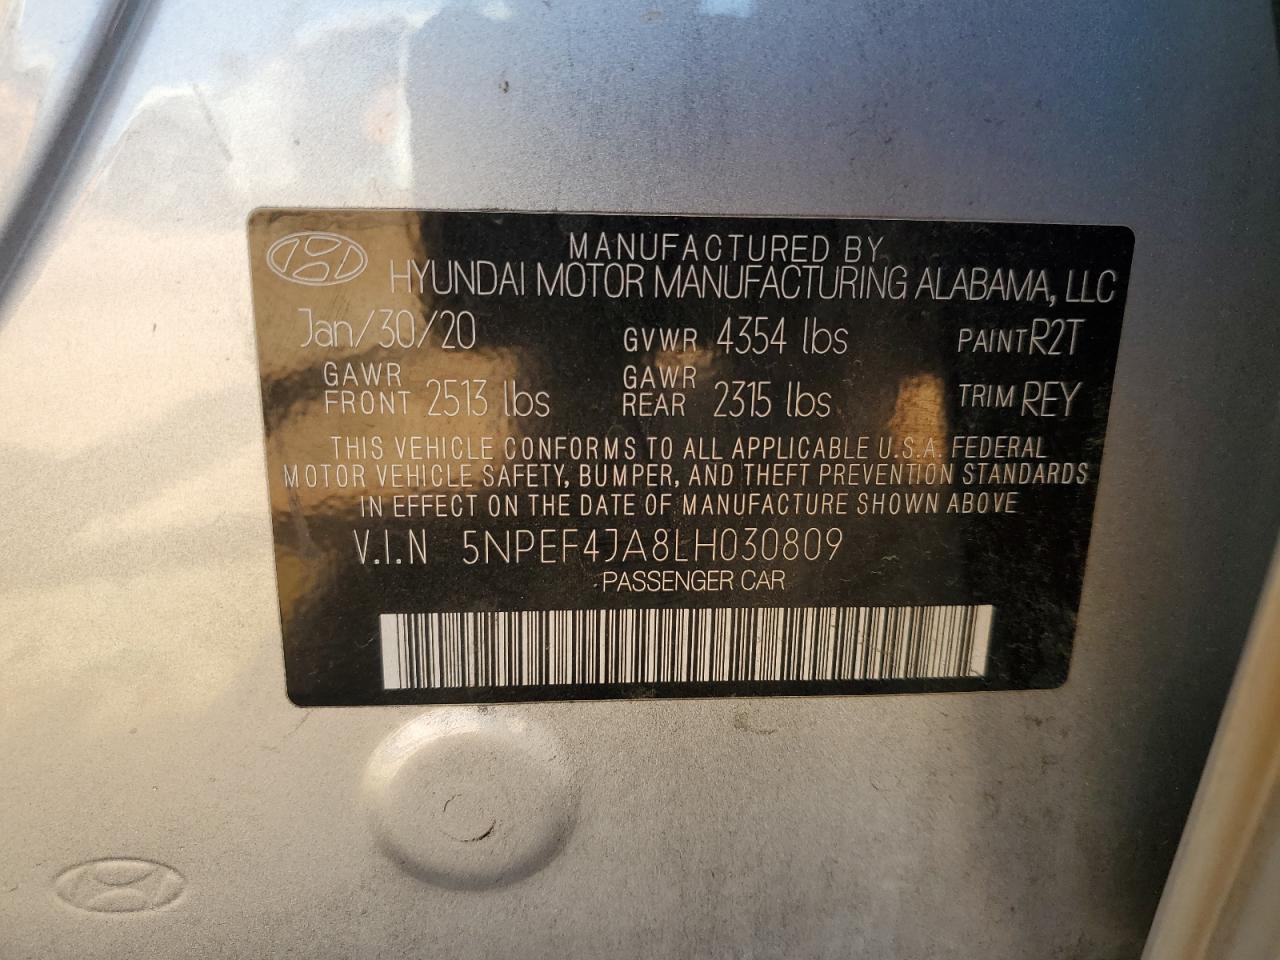 MANUFACTURED BY
HYUNDAI MOTOR MANUFACTURING ALABAMA, LLC
Jan/30/20 GVWR 4354 lbs PAINT R2T
GAWR FRONT 2513 lbs GAWR REAR 2315 lbs TRIM REY
THIS VEHICLE CONFORMS TO ALL APPLICABLE U.S.A. FEDERAL
MOTOR VEHICLE SAFETY, BUMPER, AND THEFT PREVENTION STANDARDS
IN EFFECT ON THE DATE OF MANUFACTURE SHOWN ABOVE
V.I.N 5NPEF4JA8LH030809
PASSENGER CAR